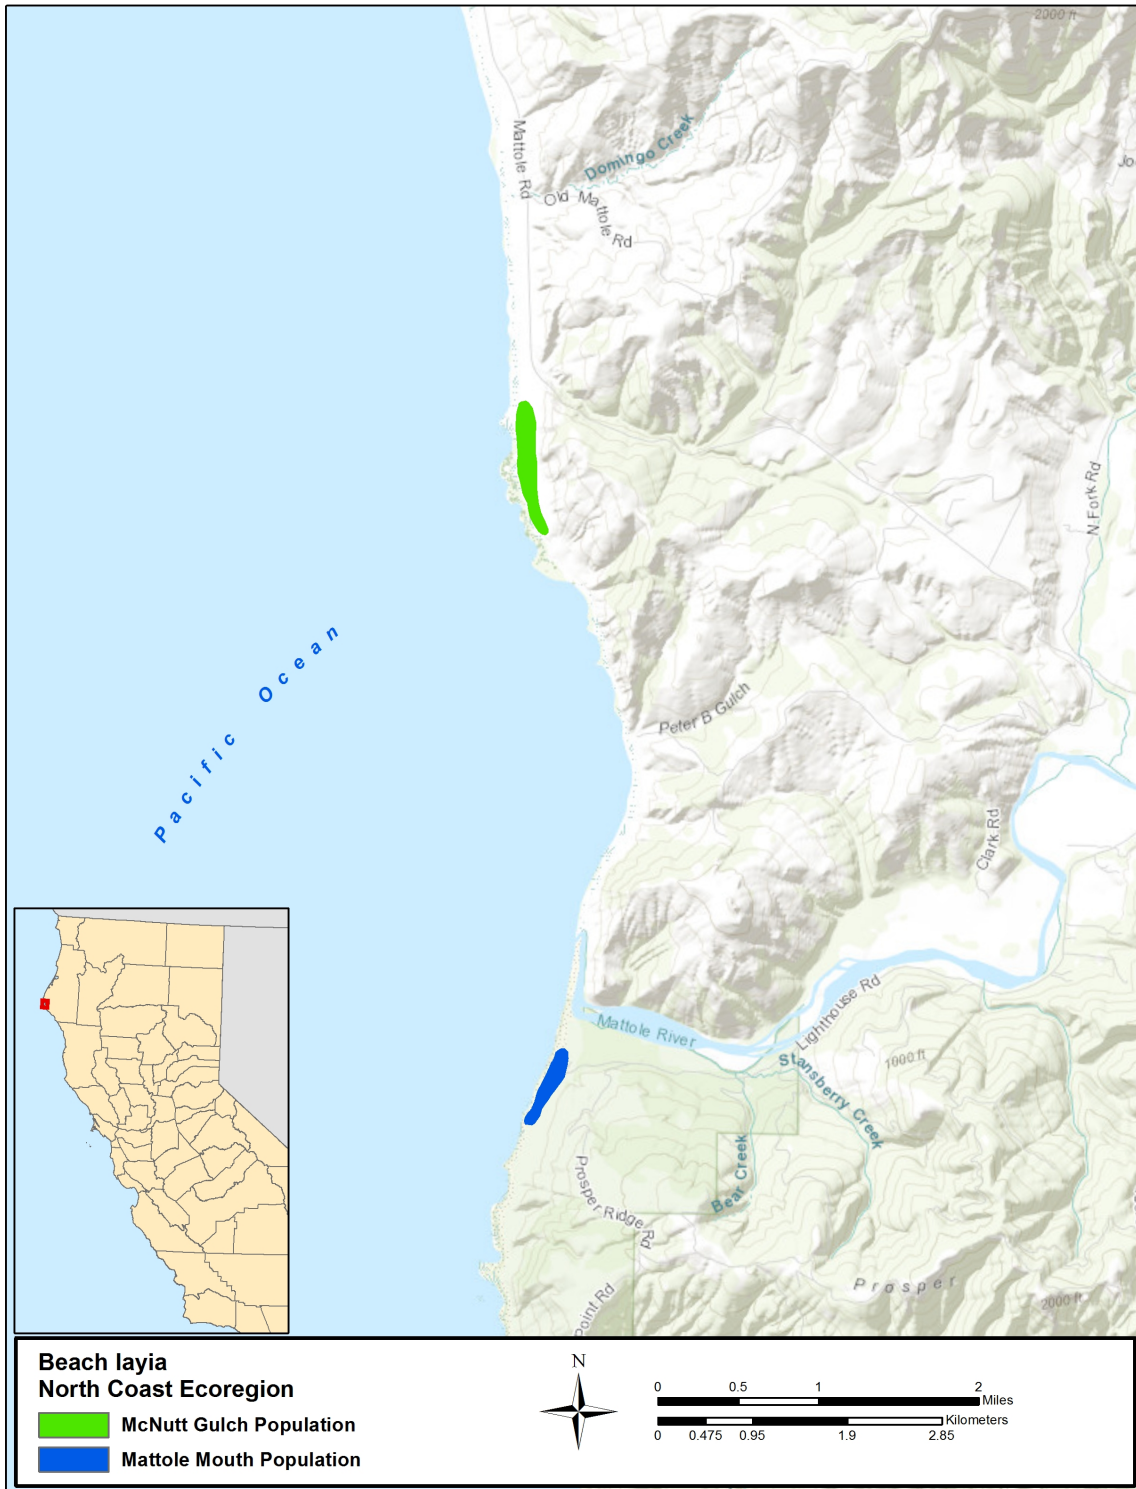 2000 ft
Mattole Rd
Domingo Creek
Old Mattole Rd
Jo
N Fork Rd
Pacific Ocean
Peter B Gulch
Clark Rd
Mattole River
Lighthouse Rd
1000 ft
Stansberry Creek
Bear Creek
Prosper Ridge Rd
Prosper
Point Rd
2000 ft
Beach layia
North Coast Ecoregion
McNutt Gulch Population
Mattole Mouth Population
N
0 0.5 1 2
Miles
Kilometers
0 0.475 0.95 1.9 2.85